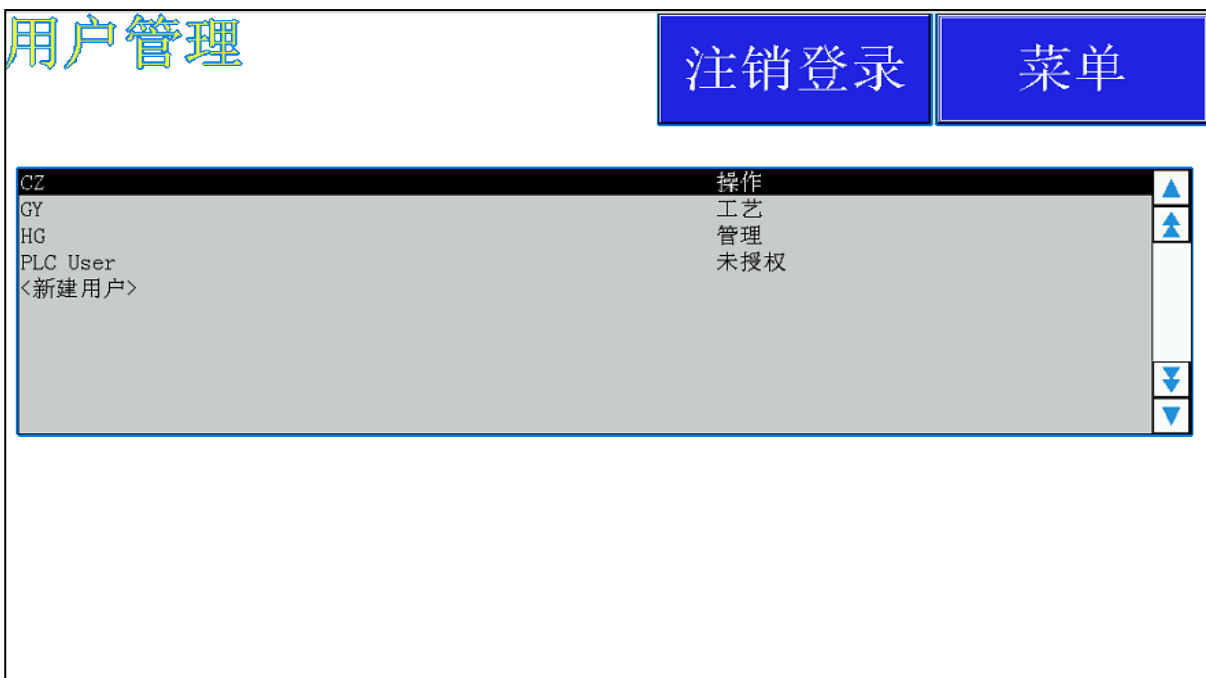 用户管理
注销登录 菜单
CZ 操作
GY 工艺
HG 管理
PLC User 未授权
<新建用户>